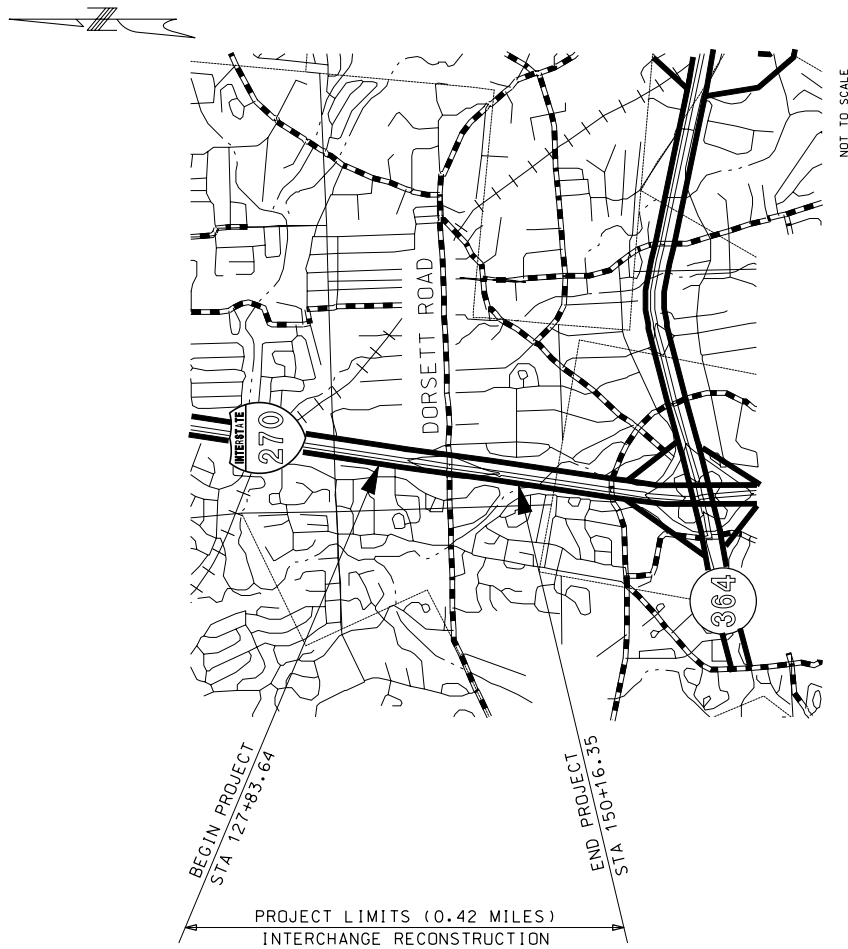 NOT TO SCALE
DORSETT ROAD
INTERSTATE
270
364
BEGIN PROJECT
STA 127+83.64
END PROJECT
STA 150+16.35
PROJECT LIMITS (0.42 MILES)
INTERCHANGE RECONSTRUCTION